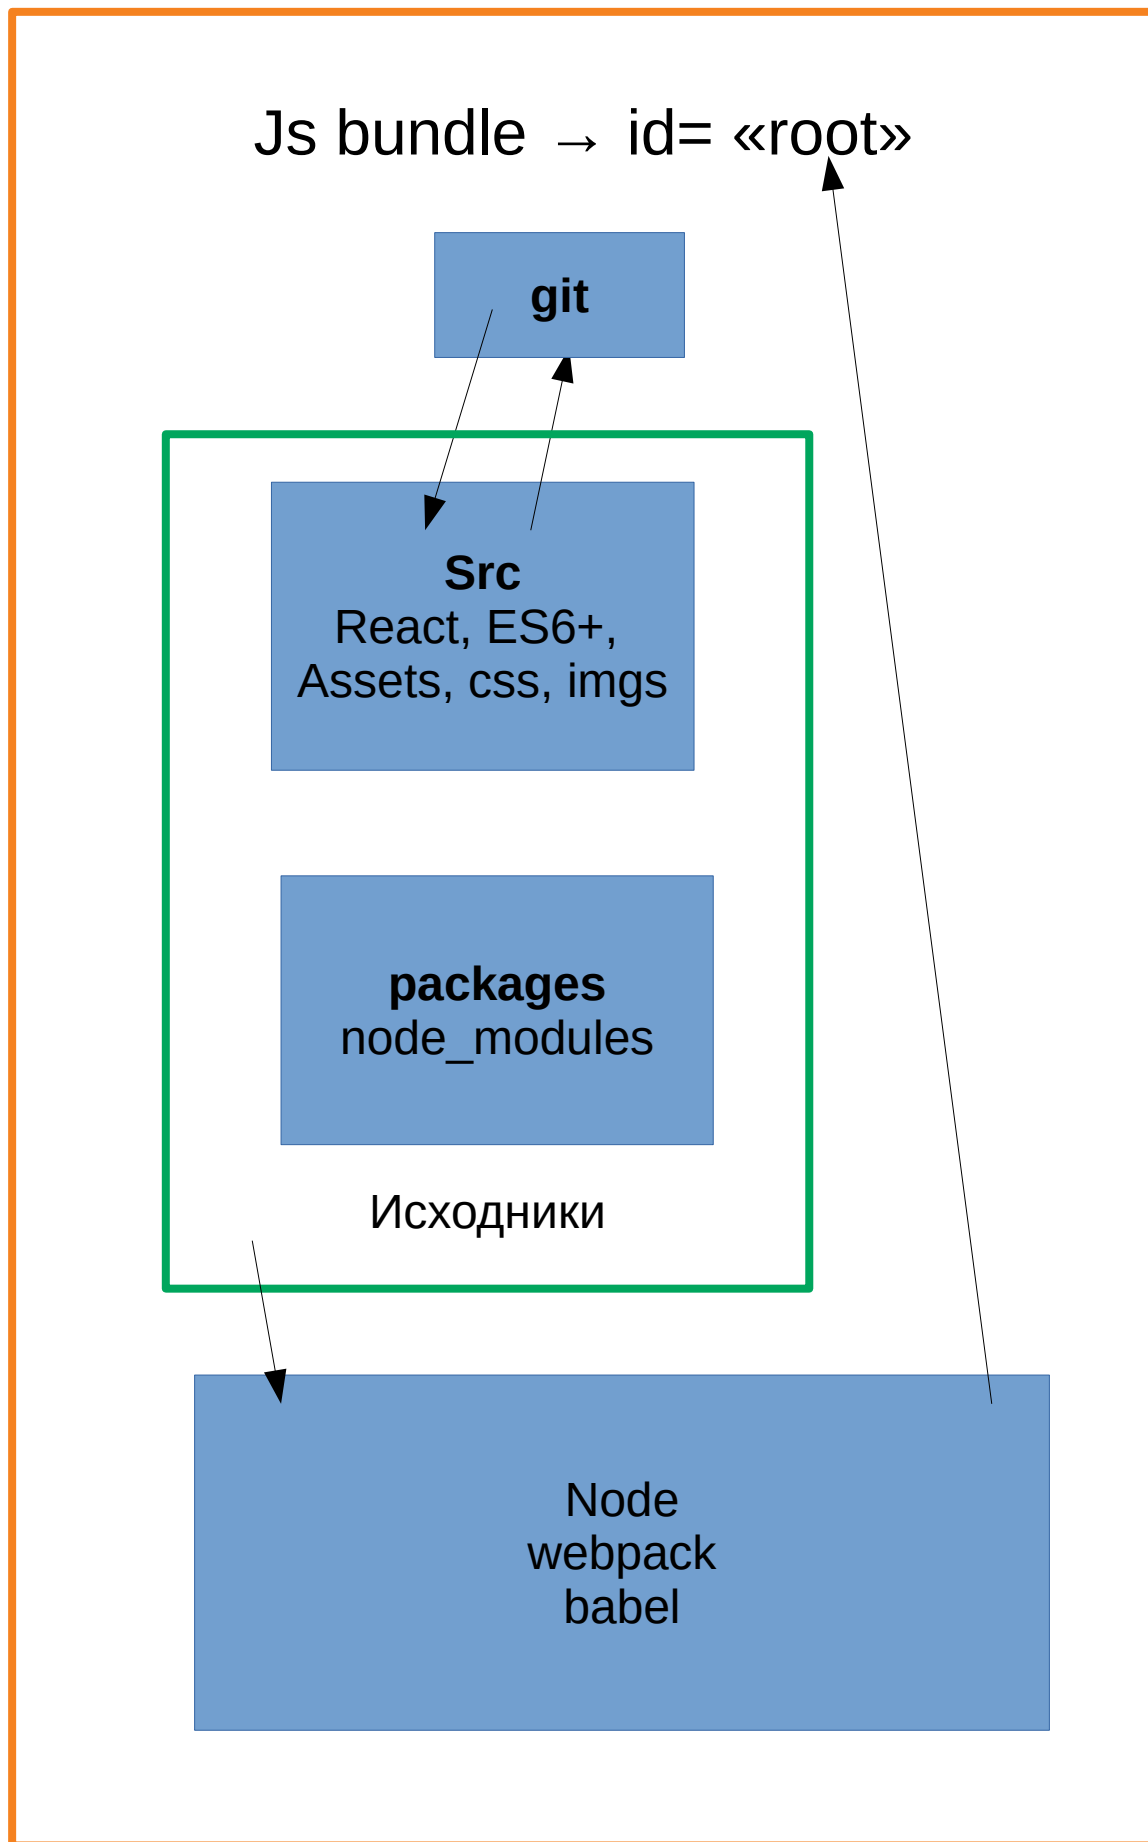 Js bundle → id= «root»
git
Src
React, ES6+,
Assets, css, imgs
packages
node_modules
Исходники
Node
webpack
babel